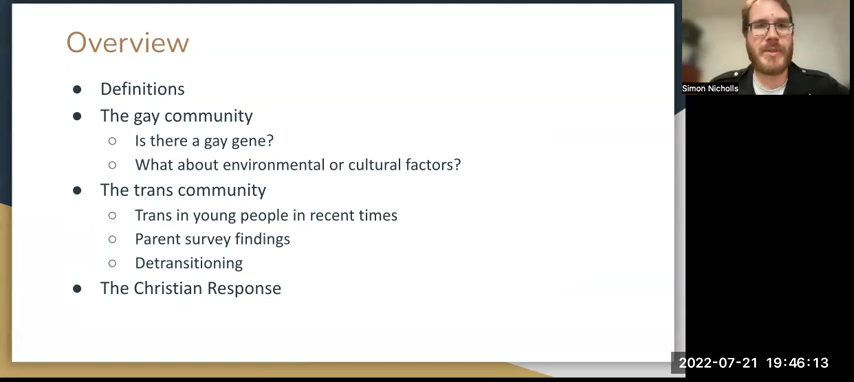 Overview
● Definitions
● The gay community
○ Is there a gay gene?
○ What about environmental or cultural factors?
● The trans community
○ Trans in young people in recent times
○ Parent survey findings
○ Detransitioning
● The Christian Response
Simon Nicholls
2022-07-21 19:46:13